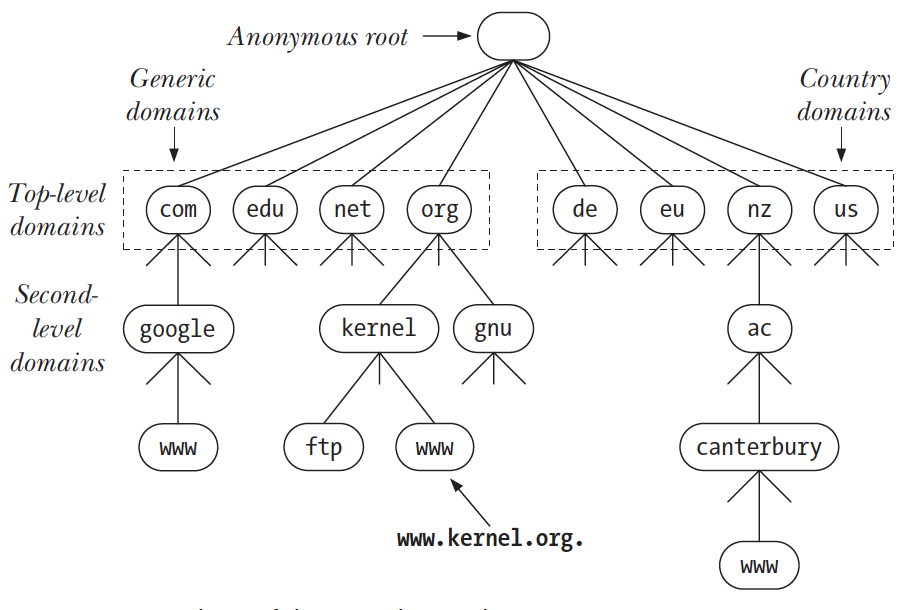 Anonymous root
Generic
domains
Country
domains
Top-level
domains
com
edu
net
org
de
eu
nz
us
Second-
level
domains
google
kernel
gnu
ac
www
ftp
www
canterbury
www.kernel.org.
www